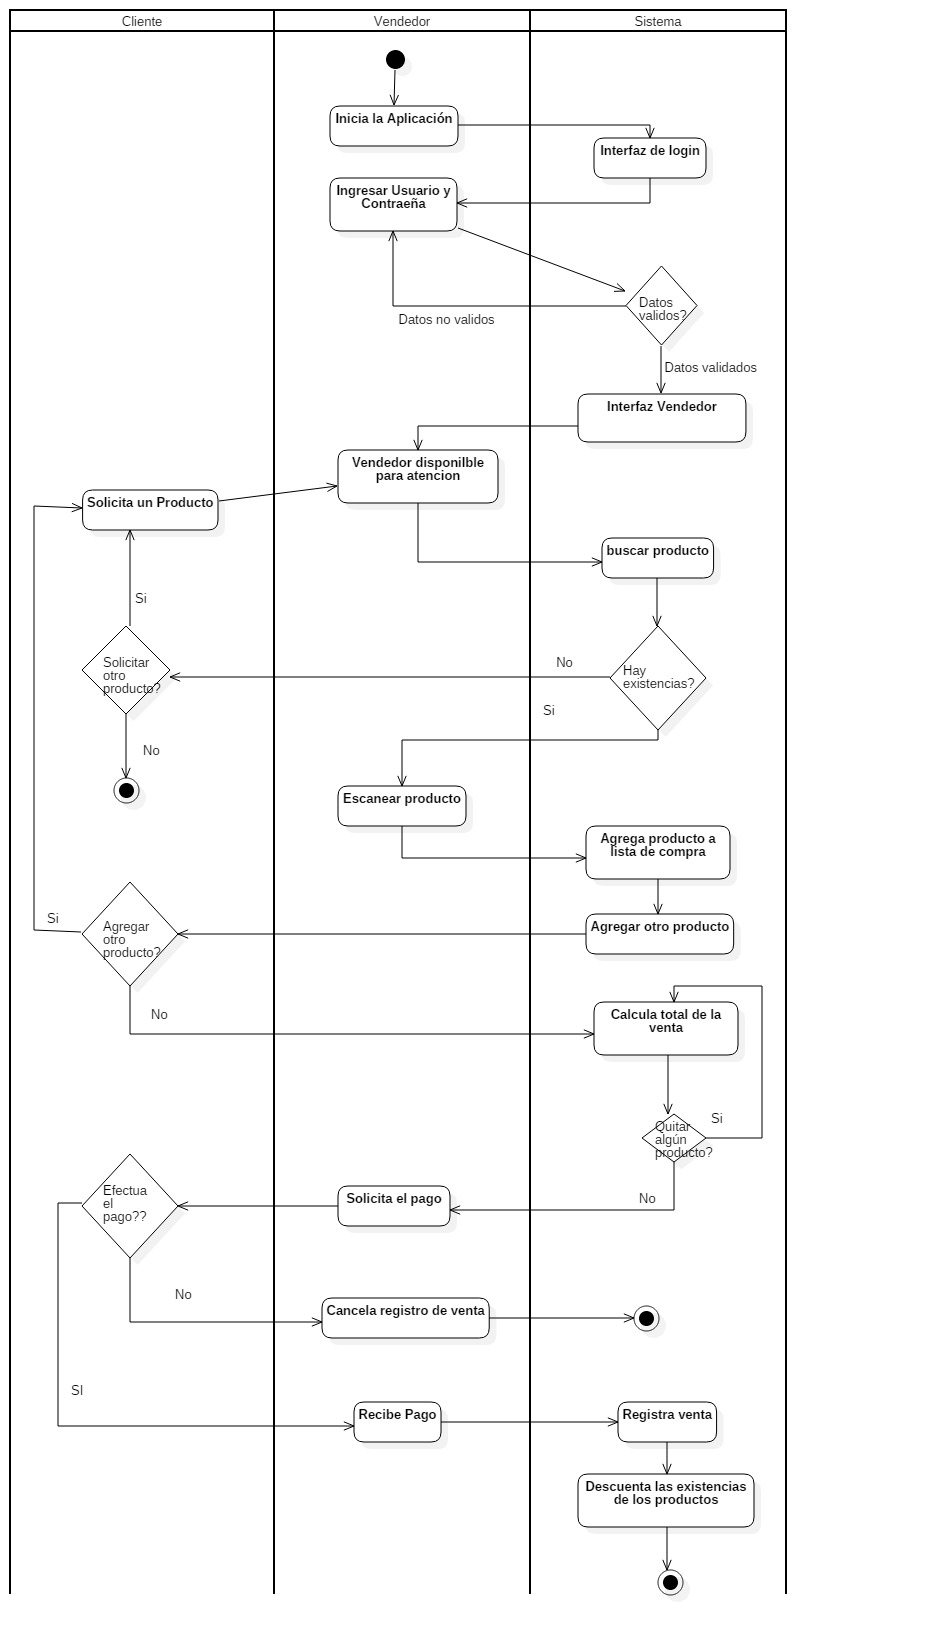 Cliente
Vendedor
Sistema
Inicia la Aplicación
Interfaz de login
Ingresar Usuario y
Contraeña
Datos
validos?
Datos no validos
Datos validados
Interfaz Vendedor
Vendedor disponilble
para atencion
Solicita un Producto
buscar producto
Si
Solicitar
otro
producto?
No
Hay
existencias?
Si
No
Escanear producto
Agrega producto a
lista de compra
Si
Agregar
otro
producto?
Agregar otro producto
No
Calcula total de la
venta
Quitar
algún
producto?
Si
No
Efectua
el
pago??
Solicita el pago
No
Cancela registro de venta
SI
Recibe Pago
Registra venta
Descuenta las existencias
de los productos